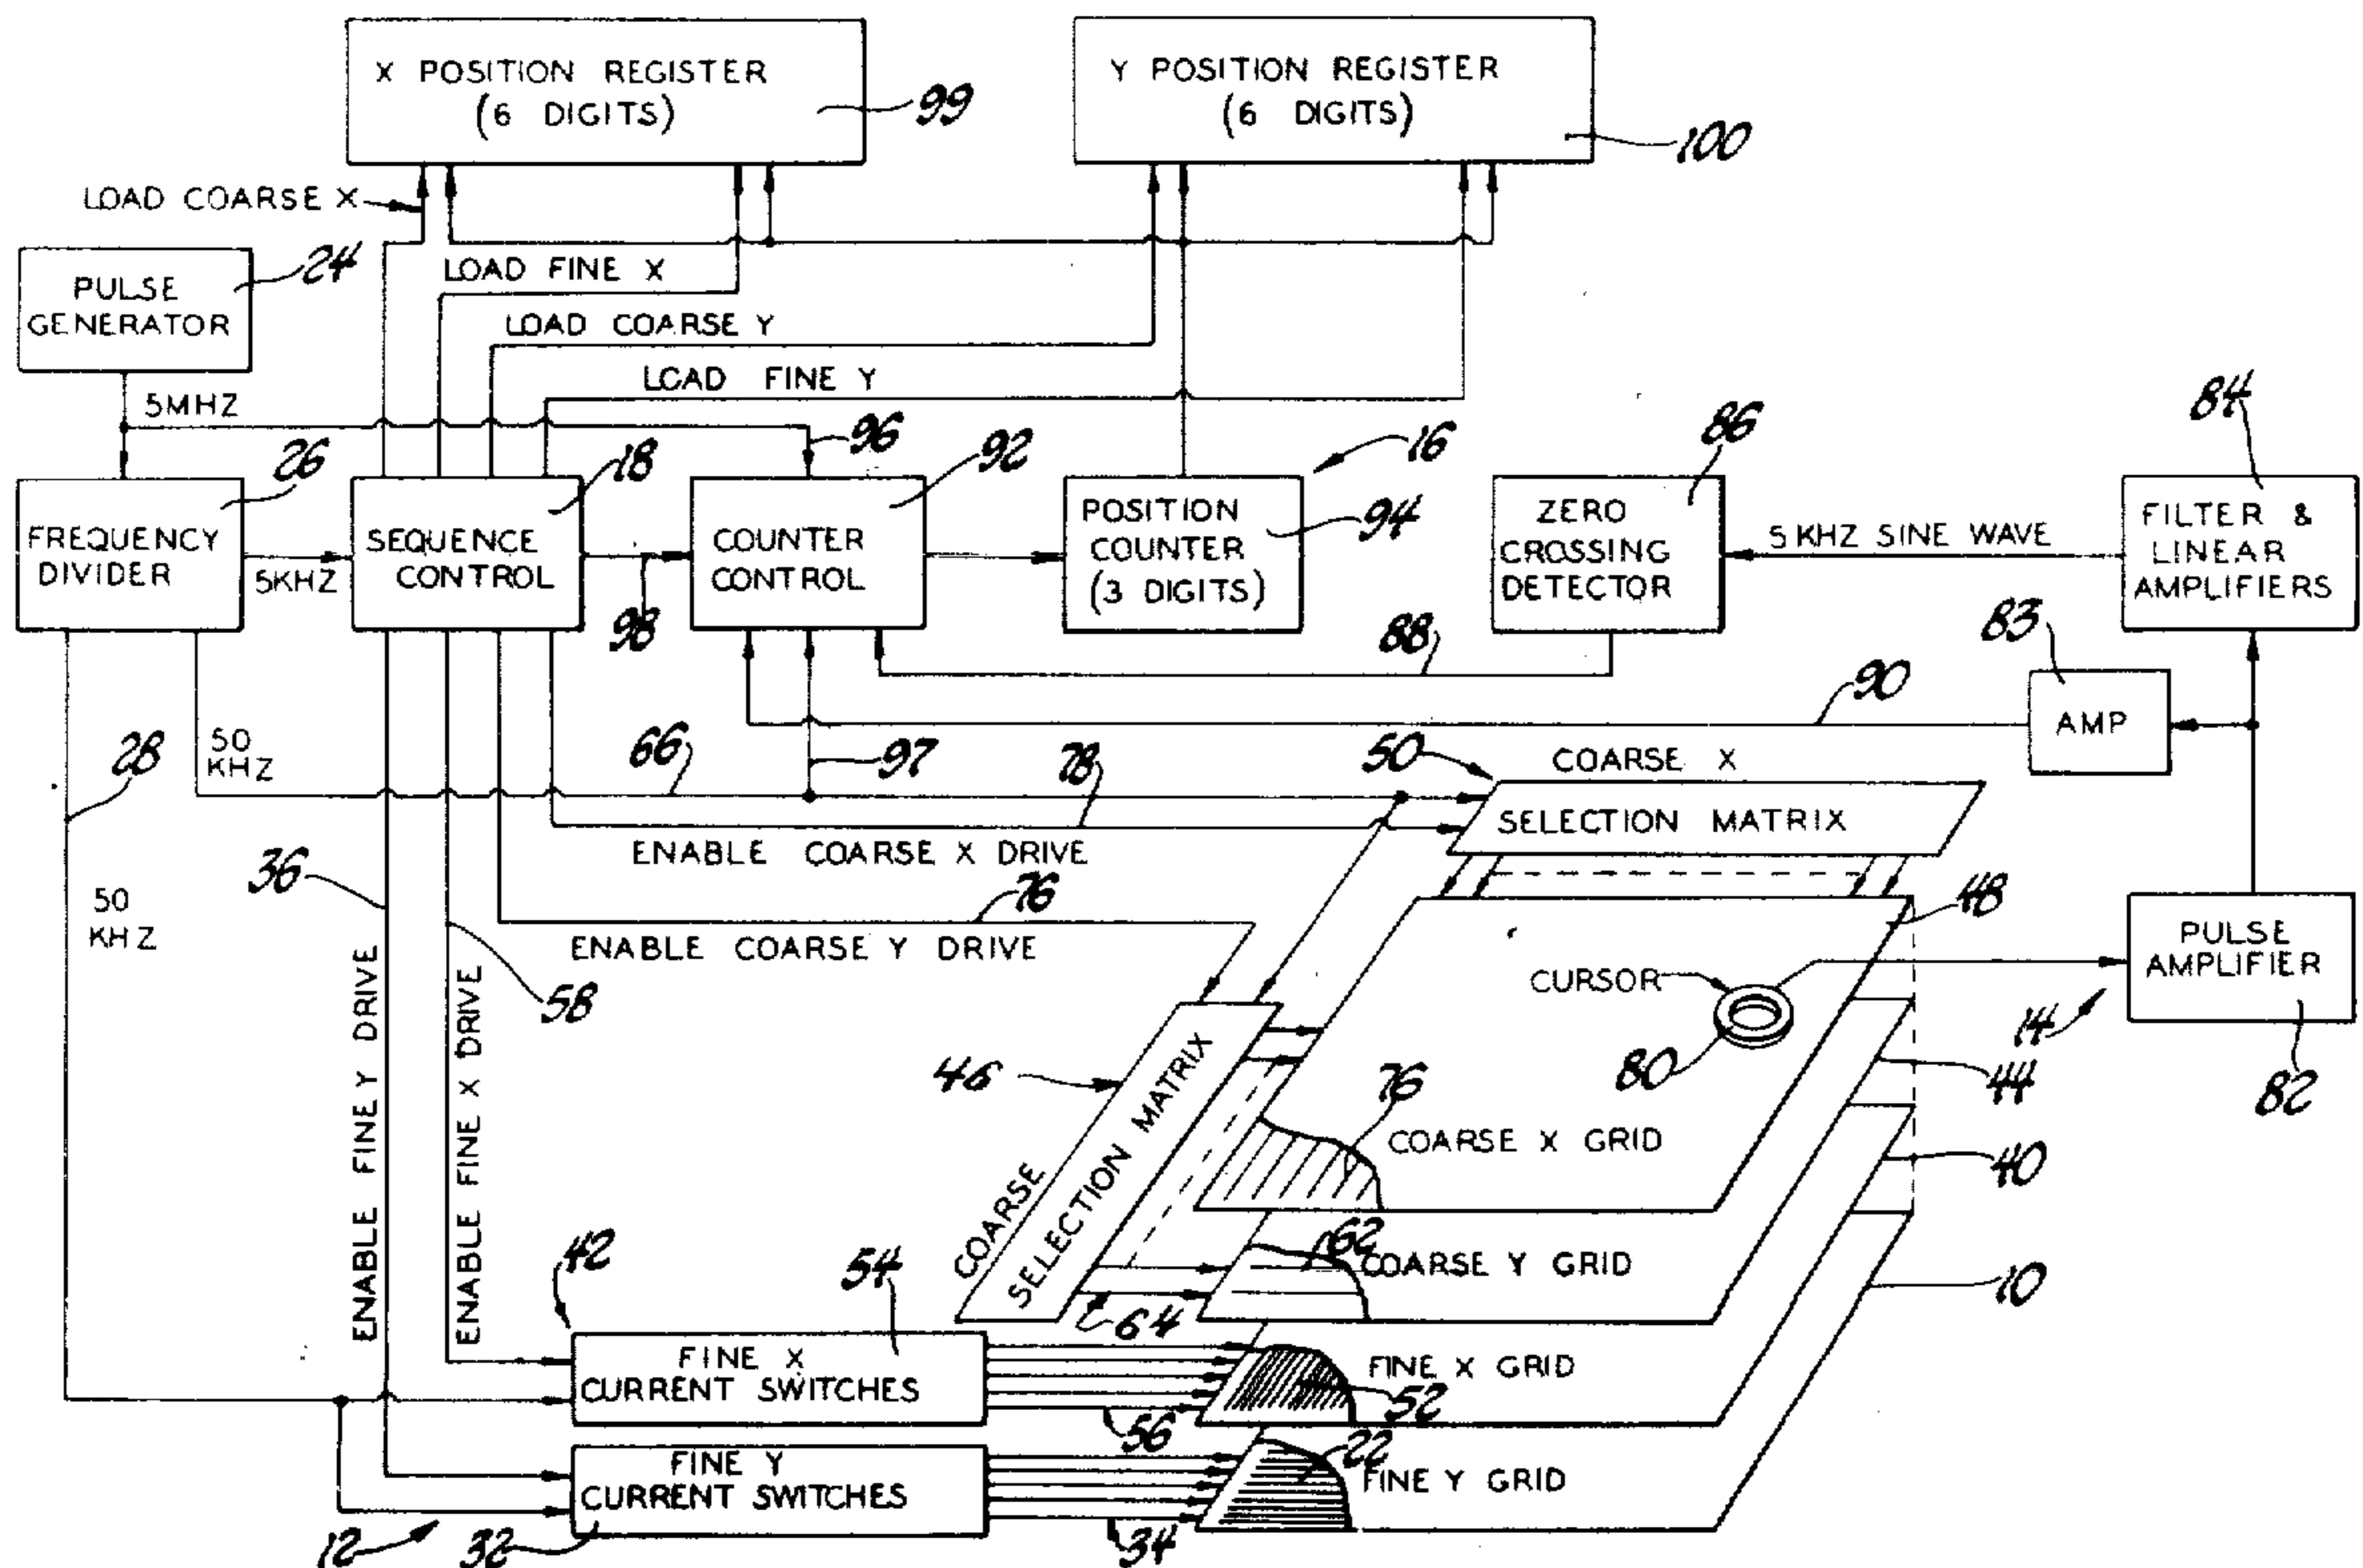 X POSITION REGISTER
(6 DIGITS)
99
Y POSITION REGISTER
(6 DIGITS)
100
LOAD COARSE X
PULSE
GENERATOR
24
LOAD FINE X
LOAD COARSE Y
LOAD FINE Y
5MHZ
96
92
16
86
84
26
18
FREQUENCY
DIVIDER
5KHZ
SEQUENCE
CONTROL
98
COUNTER
CONTROL
POSITION
COUNTER
(3 DIGITS)
94
ZERO
CROSSING
DETECTOR
5 KHZ SINE WAVE
FILTER &
LINEAR
AMPLIFIERS
83
88
90
AMP
28
50
KHZ
66
97
78
50
COARSE X
SELECTION MATRIX
ENABLE COARSE X DRIVE
36
50
KHZ
76
ENABLE COARSE Y DRIVE
58
48
CURSOR
PULSE
AMPLIFIER
14
82
80
ENABLE FINE Y DRIVE
ENABLE FINE X DRIVE
46
COARSE
SELECTION MATRIX
76
COARSE X GRID
44
40
42
54
62
COARSE Y GRID
10
64
FINE X
CURRENT SWITCHES
56
52
FINE X GRID
FINE Y
CURRENT SWITCHES
22
FINE Y GRID
12
32
34